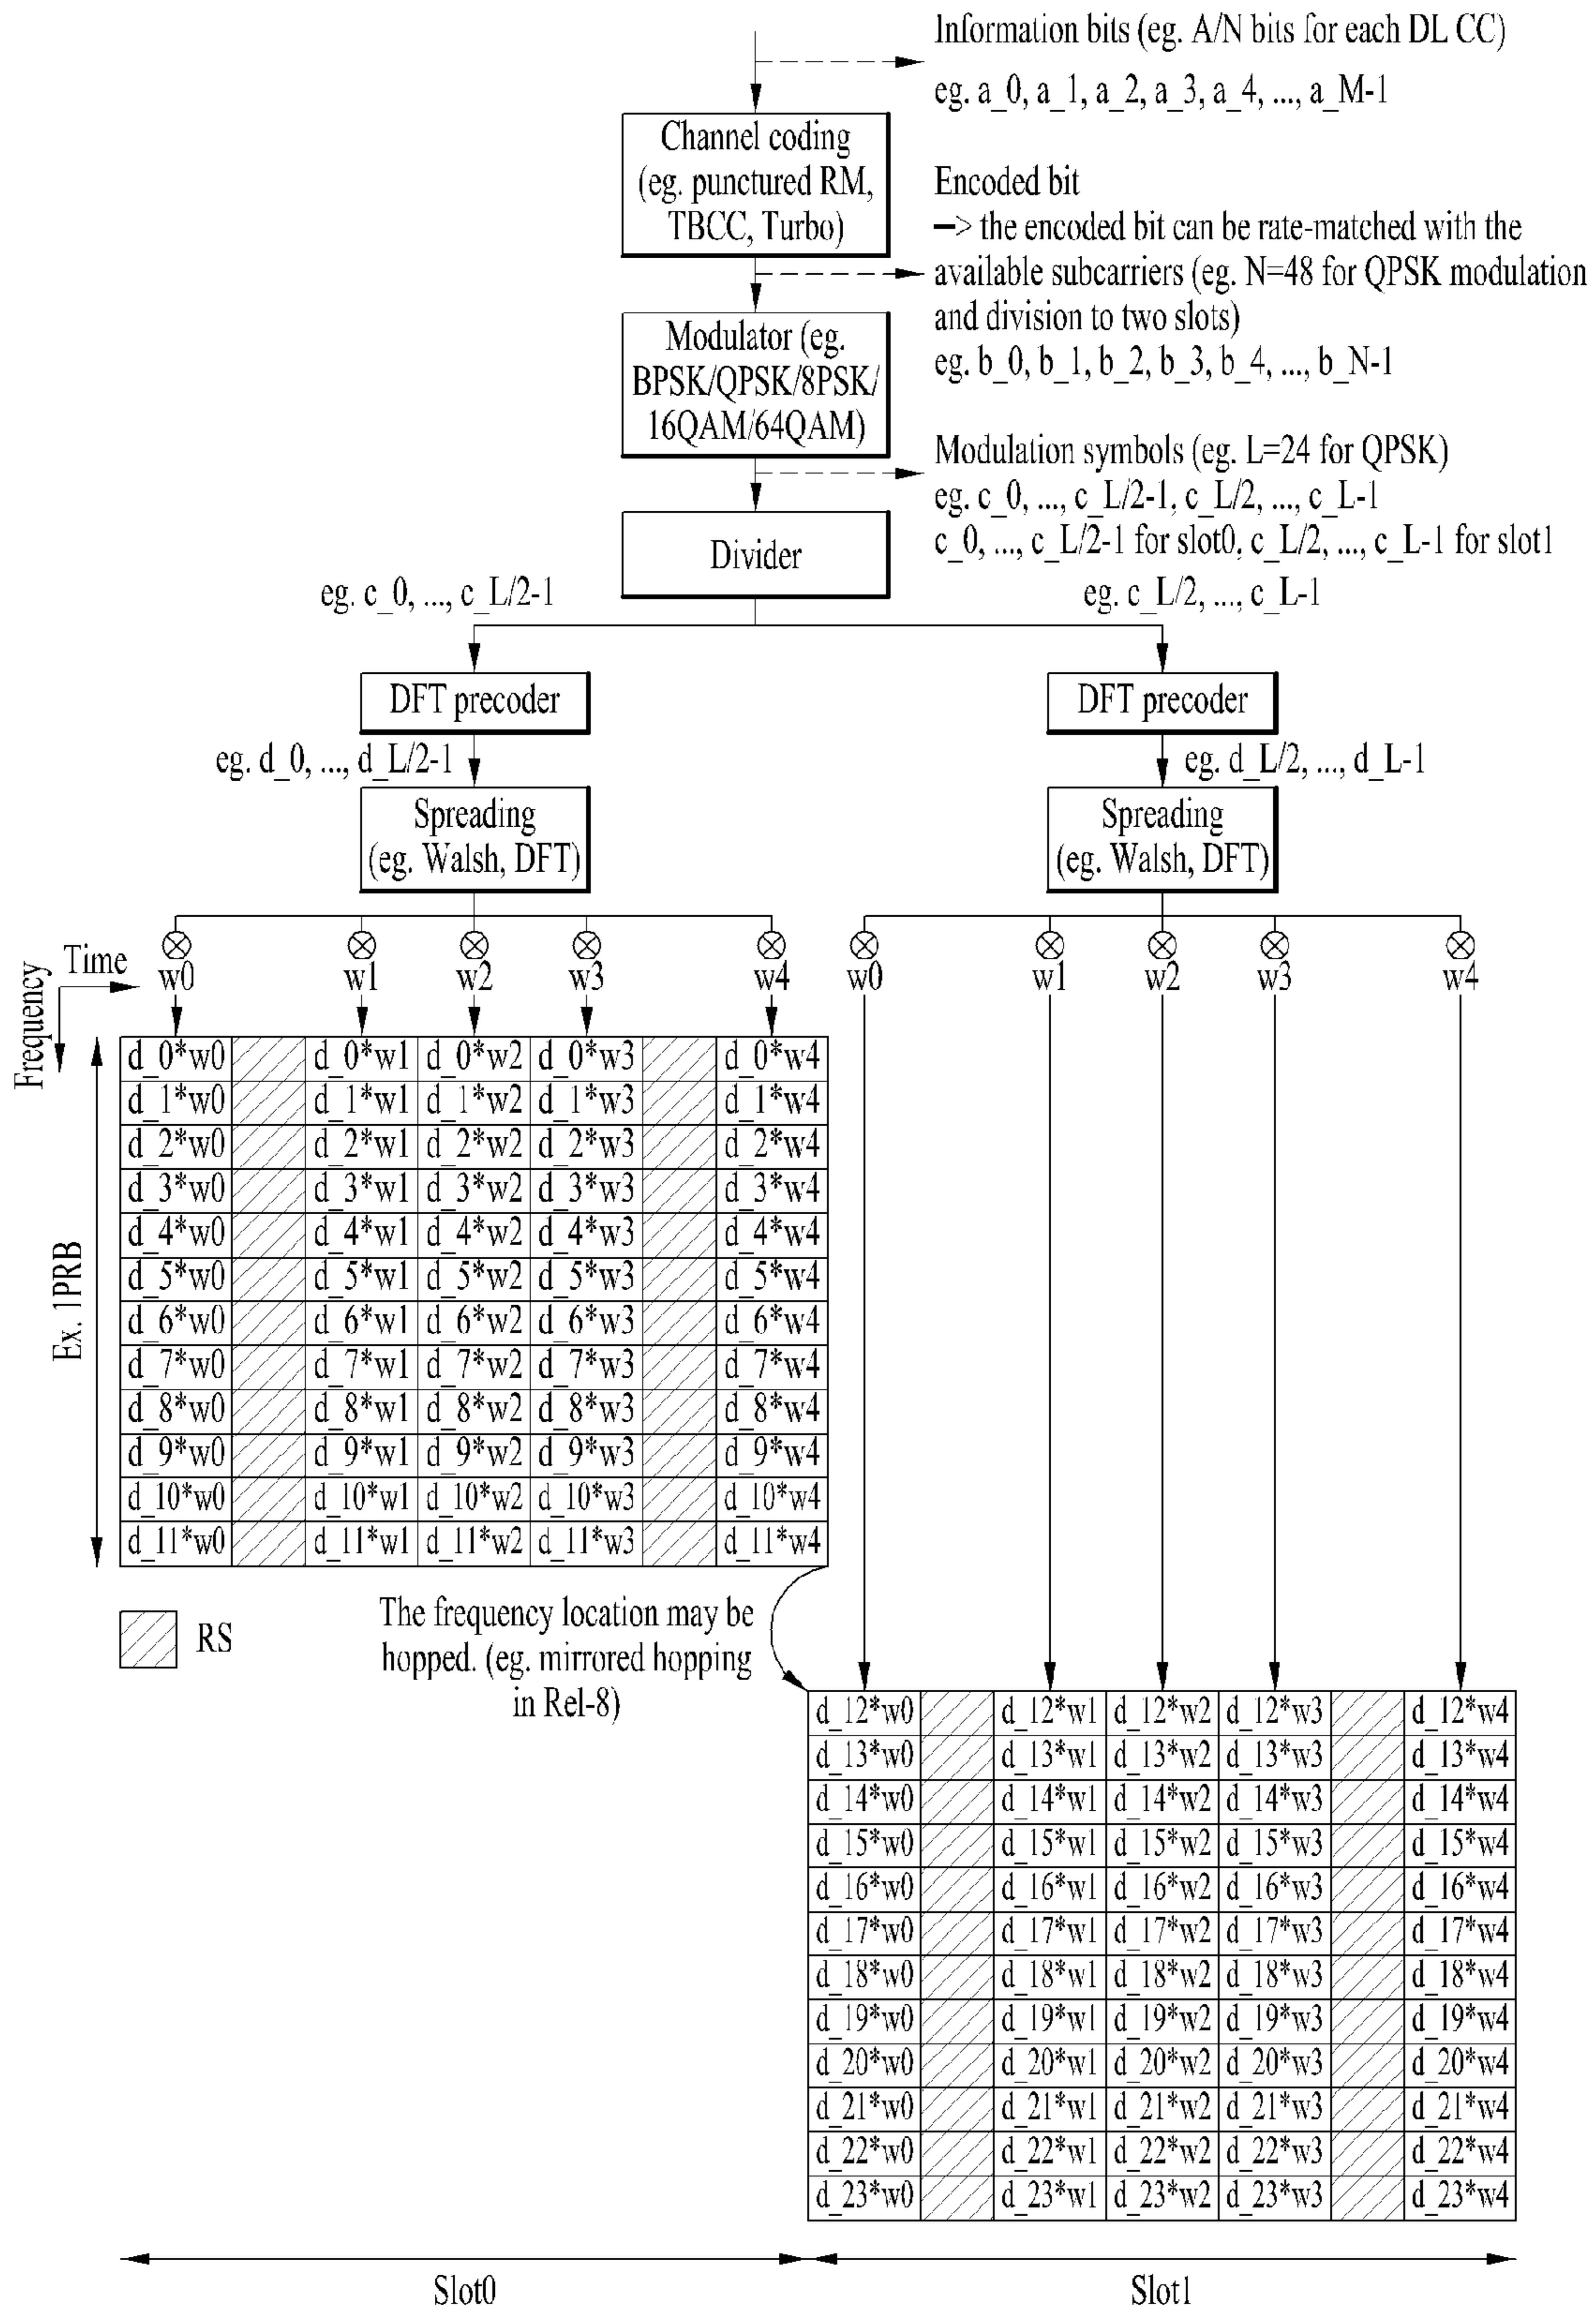 Information bits (eg. A/N bits for each DL CC)
eg. a_0, a_1, a_2, a_3, a_4, ..., a_M-1
Channel coding
(eg. punctured RM,
TBCC, Turbo)
Encoded bit
—> the encoded bit can be rate-matched with the
available subcarriers (eg. N=48 for QPSK modulation
and division to two slots)
eg. b_0, b_1, b_2, b_3, b_4, ..., b_N-1
Modulator (eg.
BPSK/QPSK/8PSK/
16QAM/64QAM)
Modulation symbols (eg. L=24 for QPSK)
eg. c_0, ..., c_L/2-1, c_L/2, ..., c_L-1
c_0, ..., c_L/2-1 for slot0, c_L/2, ..., c_L-1 for slot1
Divider
eg. c_0, ..., c_L/2-1
eg. c_L/2, ..., c_L-1
DFT precoder
DFT precoder
eg. d_0, ..., d_L/2-1
eg. d_L/2, ..., d_L-1
Spreading
(eg. Walsh, DFT)
Spreading
(eg. Walsh, DFT)
Time
Frequency
w0 w1 w2 w3 w4 w0 w1 w2 w3 w4
Ex. 1PRB
d_0*w0 d_0*w1 d_0*w2 d_0*w3 d_0*w4
d_1*w0 d_1*w1 d_1*w2 d_1*w3 d_1*w4
d_2*w0 d_2*w1 d_2*w2 d_2*w3 d_2*w4
d_3*w0 d_3*w1 d_3*w2 d_3*w3 d_3*w4
d_4*w0 d_4*w1 d_4*w2 d_4*w3 d_4*w4
d_5*w0 d_5*w1 d_5*w2 d_5*w3 d_5*w4
d_6*w0 d_6*w1 d_6*w2 d_6*w3 d_6*w4
d_7*w0 d_7*w1 d_7*w2 d_7*w3 d_7*w4
d_8*w0 d_8*w1 d_8*w2 d_8*w3 d_8*w4
d_9*w0 d_9*w1 d_9*w2 d_9*w3 d_9*w4
d_10*w0 d_10*w1 d_10*w2 d_10*w3 d_10*w4
d_11*w0 d_11*w1 d_11*w2 d_11*w3 d_11*w4
RS
The frequency location may be
hopped. (eg. mirrored hopping
in Rel-8)
d_12*w0 d_12*w1 d_12*w2 d_12*w3 d_12*w4
d_13*w0 d_13*w1 d_13*w2 d_13*w3 d_13*w4
d_14*w0 d_14*w1 d_14*w2 d_14*w3 d_14*w4
d_15*w0 d_15*w1 d_15*w2 d_15*w3 d_15*w4
d_16*w0 d_16*w1 d_16*w2 d_16*w3 d_16*w4
d_17*w0 d_17*w1 d_17*w2 d_17*w3 d_17*w4
d_18*w0 d_18*w1 d_18*w2 d_18*w3 d_18*w4
d_19*w0 d_19*w1 d_19*w2 d_19*w3 d_19*w4
d_20*w0 d_20*w1 d_20*w2 d_20*w3 d_20*w4
d_21*w0 d_21*w1 d_21*w2 d_21*w3 d_21*w4
d_22*w0 d_22*w1 d_22*w2 d_22*w3 d_22*w4
d_23*w0 d_23*w1 d_23*w2 d_23*w3 d_23*w4
Slot0
Slot1